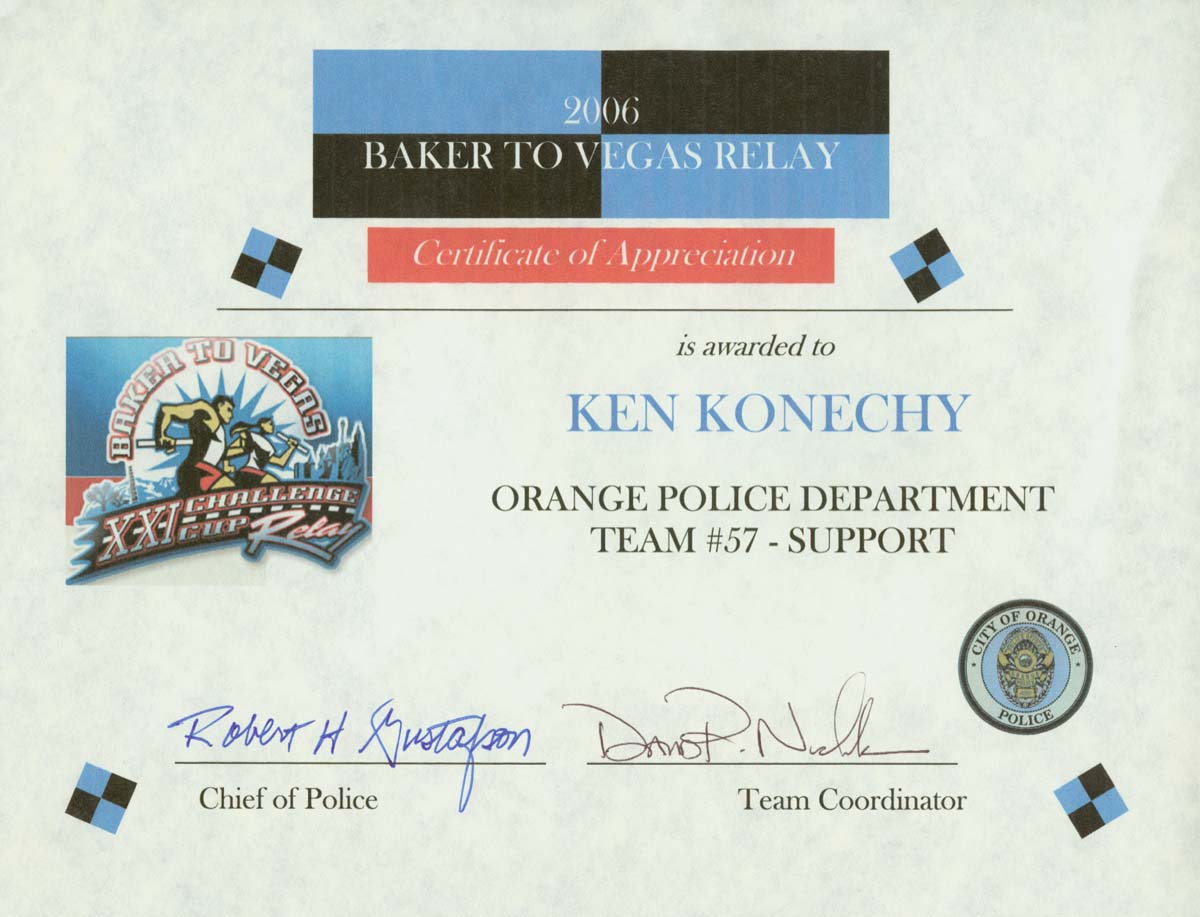 2006
BAKER TO VEGAS RELAY
Certificate of Appreciation
is awarded to
BAKER TO VEGAS
XXI CHALLENGE
CUP Relay
KEN KONECHY
ORANGE POLICE DEPARTMENT
TEAM #57 - SUPPORT
CITY OF ORANGE
POLICE
Robert H Gustafson
David P.
Chief of Police
Team Coordinator